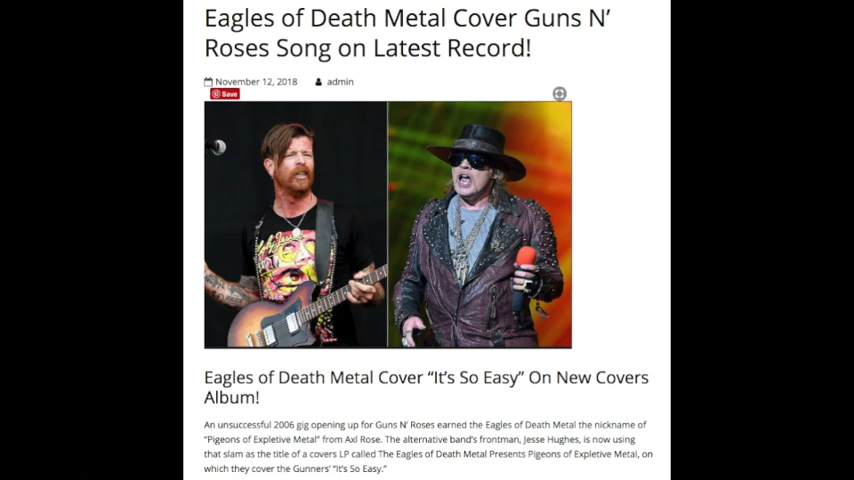 Eagles of Death Metal Cover Guns N’
Roses Song on Latest Record!
November 12, 2018 admin
Save
Eagles of Death Metal Cover “It’s So Easy” On New Covers
Album!
An unsuccessful 2006 gig opening up for Guns N’ Roses earned the Eagles of Death Metal the nickname of
“Pigeons of Expletive Metal” from Axl Rose. The alternative band’s frontman, Jesse Hughes, is now using
that slam as the title of a covers LP called The Eagles of Death Metal Presents Pigeons of Expletive Metal, on
which they cover the Gunners’ “It’s So Easy.”